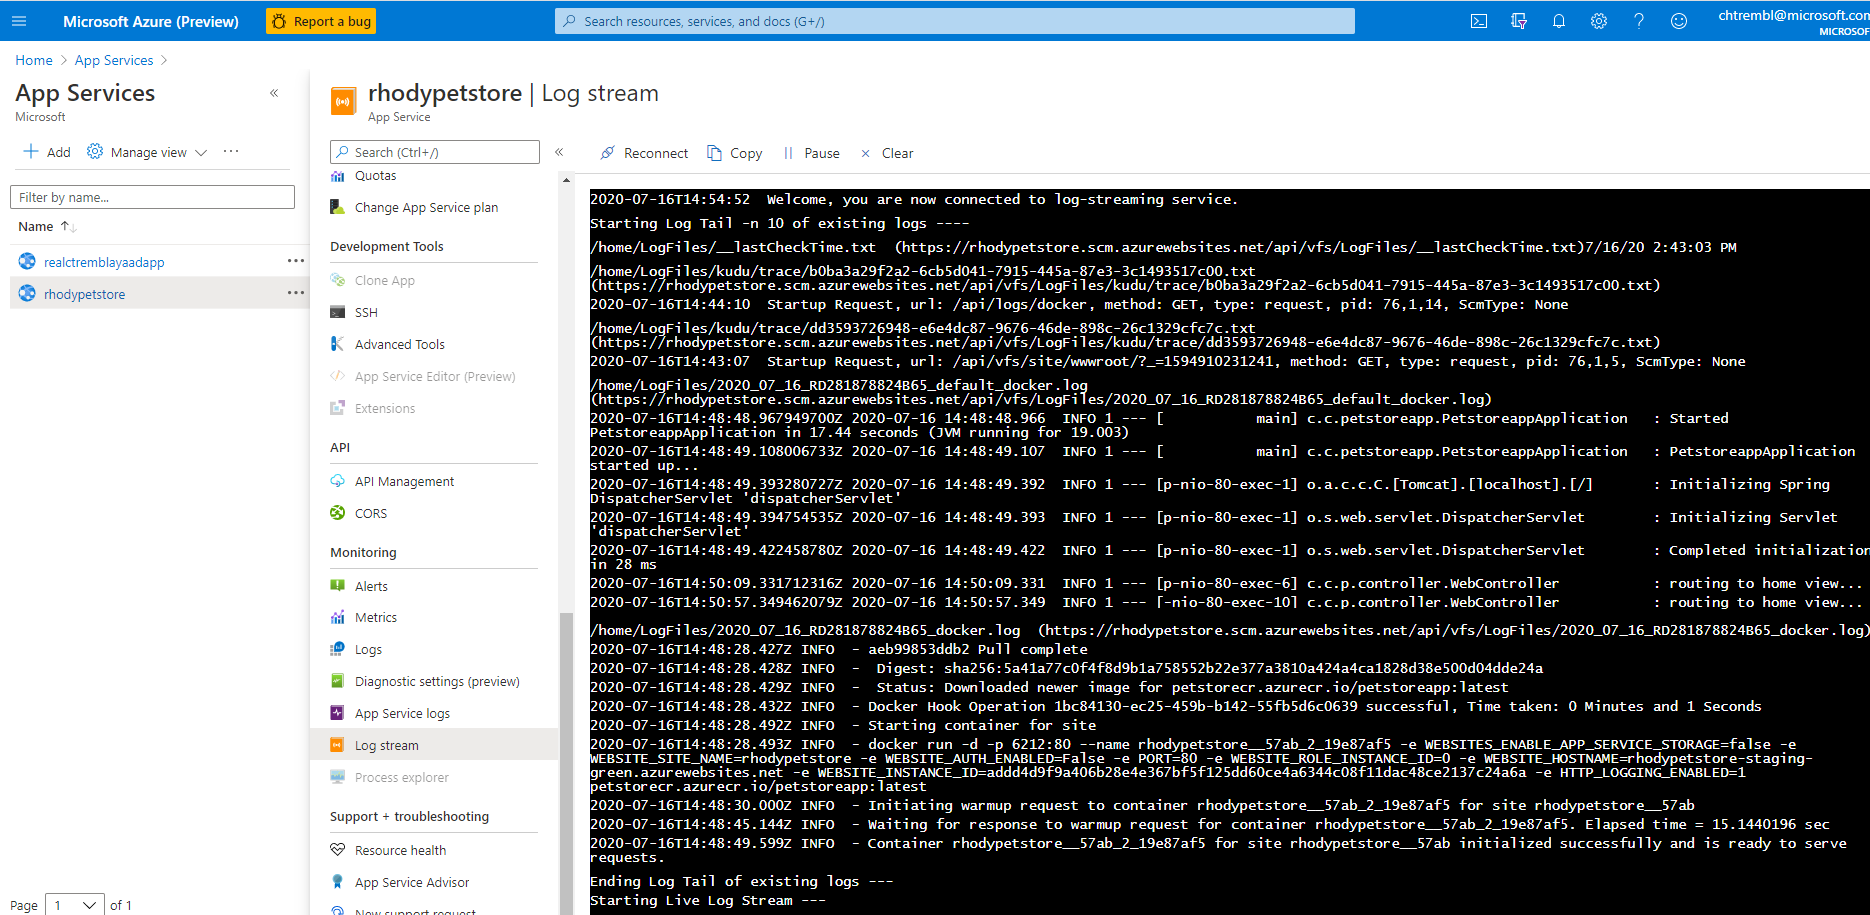 Microsoft Azure (Preview)
Report a bug
Search resources, services, and docs (G+/)
chtrembl@microsoft.com
MICROSOF
Home > App Services >
App Services
Microsoft
Add
Manage view
Filter by name...
Name
realctremblayaadapp
rhodypetstore
Page 1 of 1
rhodypetstore | Log stream
App Service
Search (Ctrl+/)
Quotas
Change App Service plan
Development Tools
Clone App
SSH
Advanced Tools
App Service Editor (Preview)
Extensions
API
API Management
CORS
Monitoring
Alerts
Metrics
Logs
Diagnostic settings (preview)
App Service logs
Log stream
Process explorer
Support + troubleshooting
Resource health
App Service Advisor
New support request
Reconnect
Copy
Pause
Clear
2020-07-16T14:54:52  Welcome, you are now connected to log-streaming service.
Starting Log Tail -n 10 of existing logs ----
/home/LogFiles/__lastCheckTime.txt  (https://rhodypetstore.scm.azurewebsites.net/api/vfs/LogFiles/__lastCheckTime.txt)7/16/20 2:43:03 PM
/home/LogFiles/kudu/trace/b0ba3a29f2a2-6cb5d041-7915-445a-87e3-3c1493517c00.txt
(https://rhodypetstore.scm.azurewebsites.net/api/vfs/LogFiles/kudu/trace/b0ba3a29f2a2-6cb5d041-7915-445a-87e3-3c1493517c00.txt)
2020-07-16T14:44:10  Startup Request, url: /api/logs/docker, method: GET, type: request, pid: 76,1,14, ScmType: None
/home/LogFiles/kudu/trace/dd3593726948-e6e4dc87-9676-46de-898c-26c1329cfc7c.txt
(https://rhodypetstore.scm.azurewebsites.net/api/vfs/LogFiles/kudu/trace/dd3593726948-e6e4dc87-9676-46de-898c-26c1329cfc7c.txt)
2020-07-16T14:43:07  Startup Request, url: /api/vfs/site/wwwroot/?_=1594910231241, method: GET, type: request, pid: 76,1,5, ScmType: None
/home/LogFiles/2020_07_16_RD281878824B65_default_docker.log
(https://rhodypetstore.scm.azurewebsites.net/api/vfs/LogFiles/2020_07_16_RD281878824B65_default_docker.log)
2020-07-16T14:48:48.967949700Z 2020-07-16 14:48:48.966  INFO 1 --- [           main] c.c.petstoreapp.PetstoreappApplication   : Started
PetstoreappApplication in 17.44 seconds (JVM running for 19.003)
2020-07-16T14:48:49.108006733Z 2020-07-16 14:48:49.107  INFO 1 --- [           main] c.c.petstoreapp.PetstoreappApplication   : PetstoreappApplication
started up...
2020-07-16T14:48:49.393280727Z 2020-07-16 14:48:49.392  INFO 1 --- [p-nio-80-exec-1] o.a.c.c.C.[Tomcat].[localhost].[/]       : Initializing Spring
DispatcherServlet 'dispatcherServlet'
2020-07-16T14:48:49.394754535Z 2020-07-16 14:48:49.393  INFO 1 --- [p-nio-80-exec-1] o.s.web.servlet.DispatcherServlet        : Initializing Servlet
'dispatcherServlet'
2020-07-16T14:48:49.422458780Z 2020-07-16 14:48:49.422  INFO 1 --- [p-nio-80-exec-1] o.s.web.servlet.DispatcherServlet        : Completed initialization
in 28 ms
2020-07-16T14:50:09.331712316Z 2020-07-16 14:50:09.331  INFO 1 --- [p-nio-80-exec-6] c.c.p.controller.WebController           : routing to home view...
2020-07-16T14:50:57.349462079Z 2020-07-16 14:50:57.349  INFO 1 --- [-nio-80-exec-10] c.c.p.controller.WebController           : routing to home view...
/home/LogFiles/2020_07_16_RD281878824B65_docker.log  (https://rhodypetstore.scm.azurewebsites.net/api/vfs/LogFiles/2020_07_16_RD281878824B65_docker.log)
2020-07-16T14:48:28.427Z INFO  - aeb99853ddb2 Pull complete
2020-07-16T14:48:28.428Z INFO  -  Digest: sha256:5a41a77c0f4f8d9b1a758552b22e377a3810a424a4ca1828d38e500d04dde24a
2020-07-16T14:48:28.429Z INFO  -  Status: Downloaded newer image for petstorecr.azurecr.io/petstoreapp:latest
2020-07-16T14:48:28.432Z INFO  - Docker Hook Operation 1bc84130-ec25-459b-b142-55fb5d6c0639 successful, Time taken: 0 Minutes and 1 Seconds
2020-07-16T14:48:28.492Z INFO  - Starting container for site
2020-07-16T14:48:28.493Z INFO  - docker run -d -p 6212:80 --name rhodypetstore__57ab_2_19e87af5 -e WEBSITES_ENABLE_APP_SERVICE_STORAGE=false -e
WEBSITE_SITE_NAME=rhodypetstore -e WEBSITE_AUTH_ENABLED=False -e PORT=80 -e WEBSITE_ROLE_INSTANCE_ID=0 -e WEBSITE_HOSTNAME=rhodypetstore-staging-
green.azurewebsites.net -e WEBSITE_INSTANCE_ID=addd4d9f9a406b28e4e367bf5f125dd60ce4a6344c08f11dac48ce2137c24a6a -e HTTP_LOGGING_ENABLED=1
petstorecr.azurecr.io/petstoreapp:latest
2020-07-16T14:48:30.000Z INFO  - Initiating warmup request to container rhodypetstore__57ab_2_19e87af5 for site rhodypetstore__57ab
2020-07-16T14:48:45.144Z INFO  - Waiting for response to warmup request for container rhodypetstore__57ab_2_19e87af5. Elapsed time = 15.1440196 sec
2020-07-16T14:48:49.599Z INFO  - Container rhodypetstore__57ab_2_19e87af5 for site rhodypetstore__57ab initialized successfully and is ready to serve
requests.
Ending Log Tail of existing logs ---
Starting Live Log Stream ---